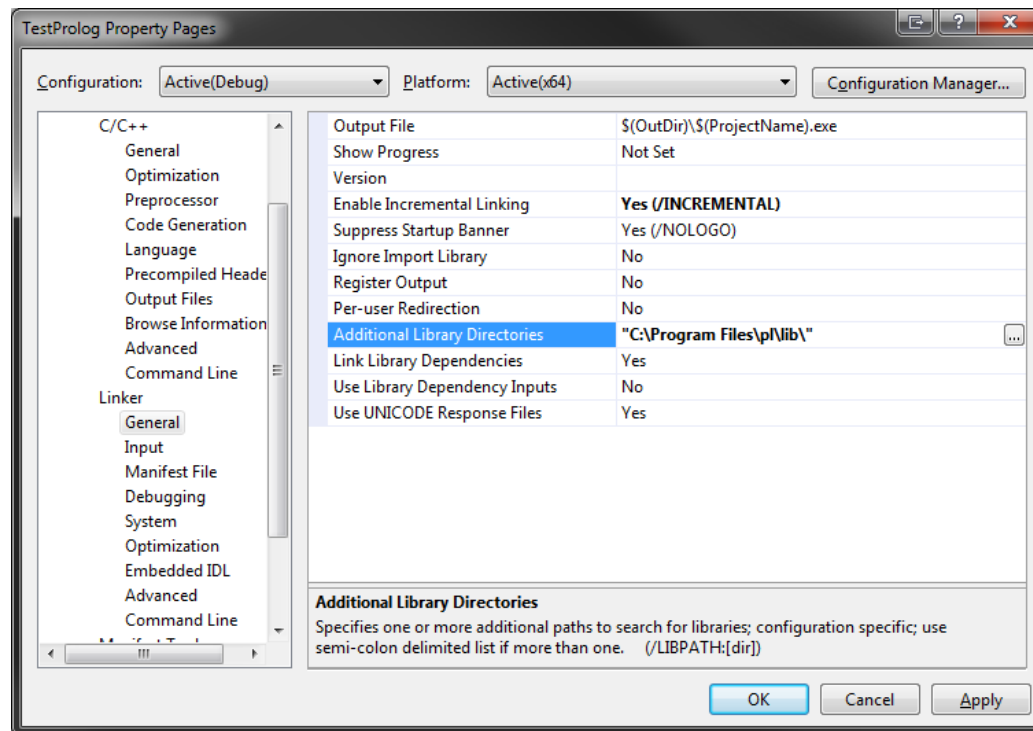 TestProlog Property Pages
Configuration: Active(Debug) Platform: Active(x64) Configuration Manager...
C/C++
General
Optimization
Preprocessor
Code Generation
Language
Precompiled Heade
Output Files
Browse Information
Advanced
Command Line
Linker
General
Input
Manifest File
Debugging
System
Optimization
Embedded IDL
Advanced
Command Line
Output File $(OutDir)\$(ProjectName).exe
Show Progress Not Set
Version
Enable Incremental Linking Yes (/INCREMENTAL)
Suppress Startup Banner Yes (/NOLOGO)
Ignore Import Library No
Register Output No
Per-user Redirection No
Additional Library Directories "C:\Program Files\pl\lib\" ...
Link Library Dependencies Yes
Use Library Dependency Inputs No
Use UNICODE Response Files Yes
Additional Library Directories
Specifies one or more additional paths to search for libraries; configuration specific; use
semi-colon delimited list if more than one. (/LIBPATH:[dir])
OK Cancel Apply